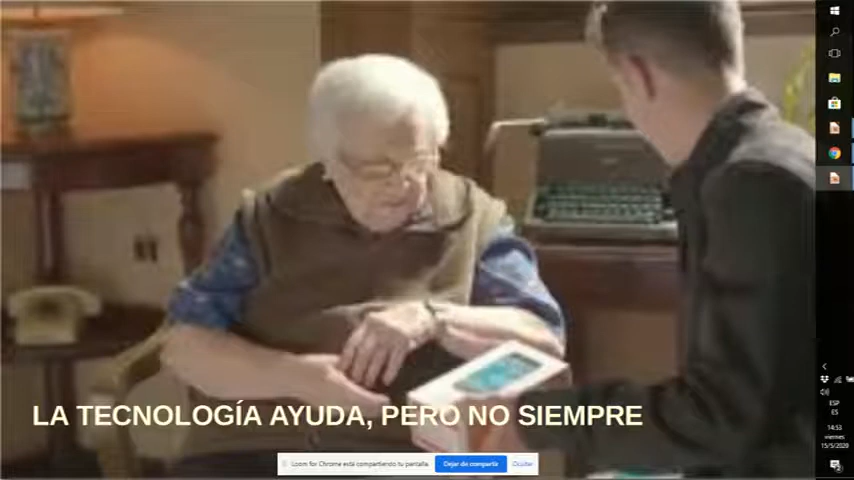 LA TECNOLOGÍA AYUDA, PERO NO SIEMPRE
Loom for Chrome está compartiendo tu pantalla. Dejar de compartir Ocultar
ESP
ES
14:53
viernes
15/5/2020